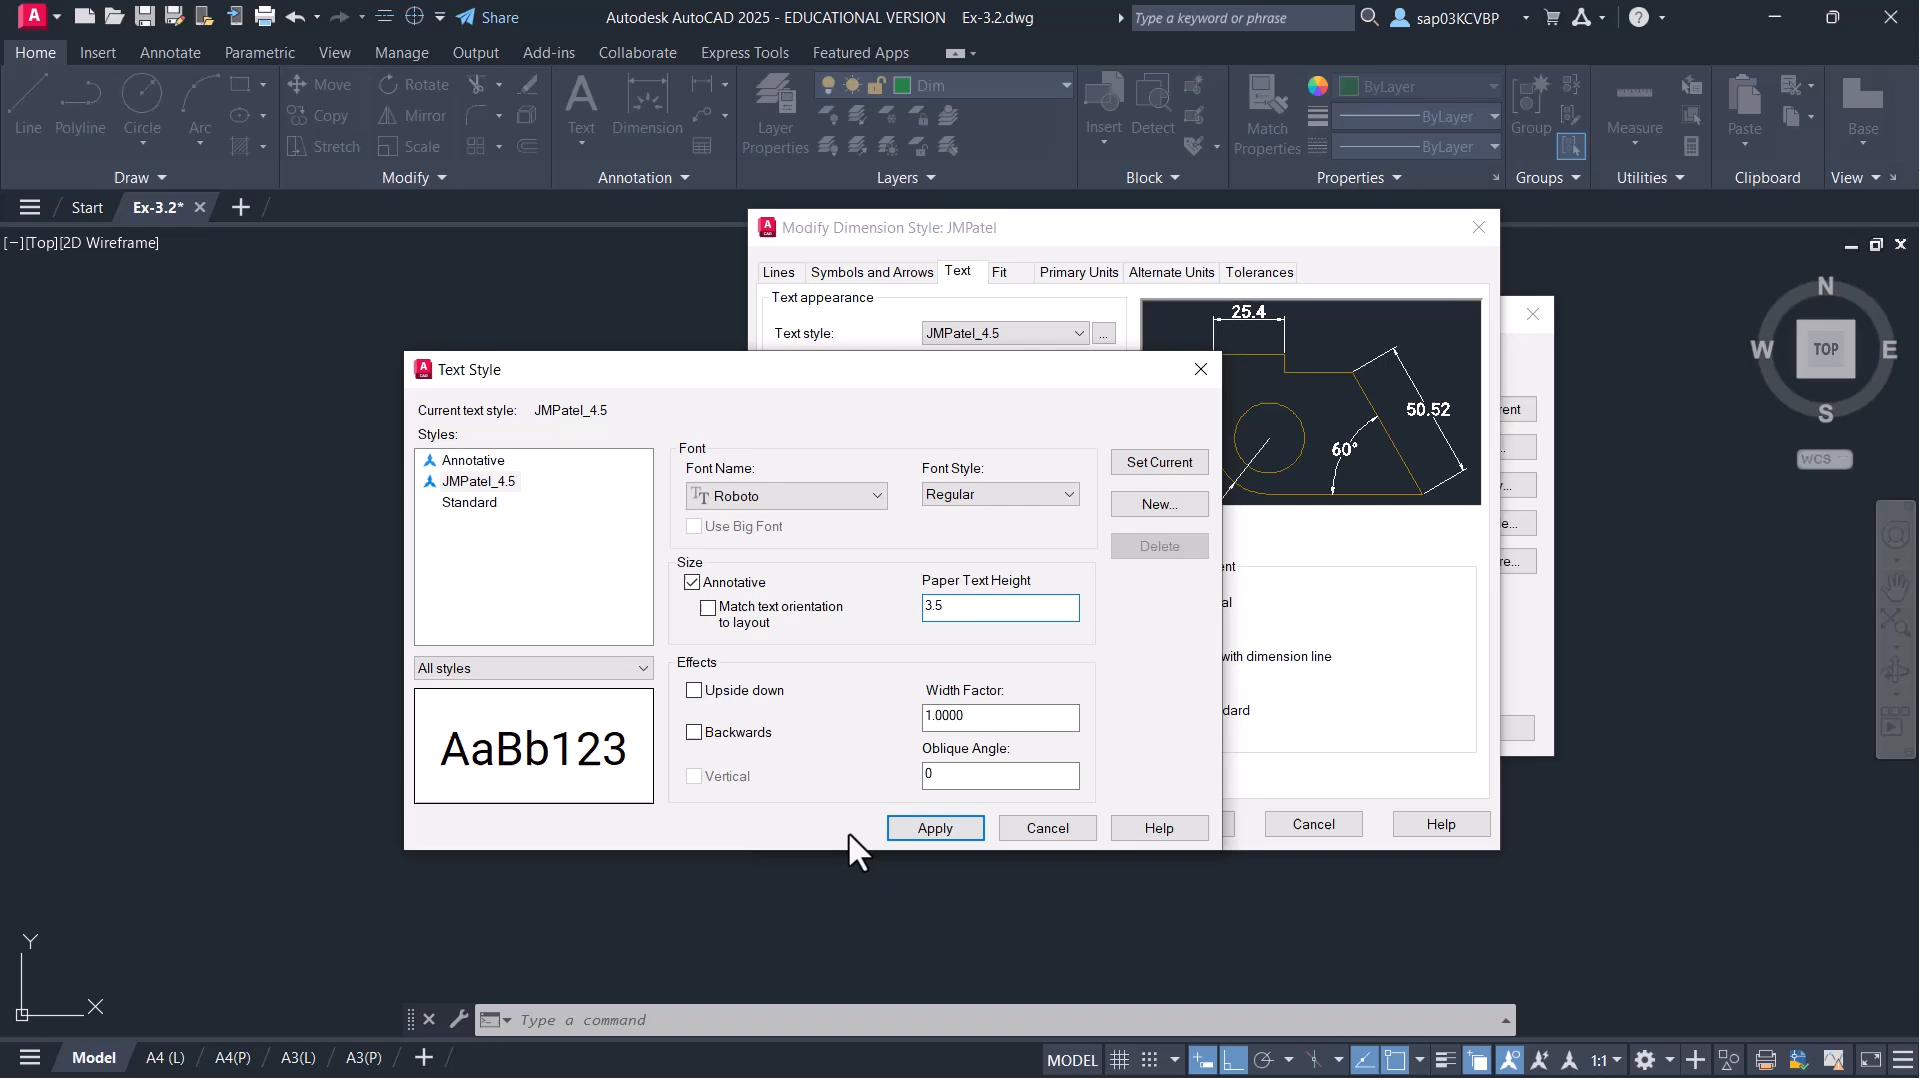 Share
Autodesk AutoCAD 2025 - EDUCATIONAL VERSION Ex-3.2.dwg
Type a keyword or phrase
sap03KCVBP
Home Insert Annotate Parametric View Manage Output Add-ins Collaborate Express Tools Featured Apps
Line Polyline Circle Arc
Move Rotate
Copy Mirror
Stretch Scale
Text Dimension
Layer Properties
Dim
Insert Detect
Match Properties
ByLayer
ByLayer
ByLayer
Group Measure Paste Base
Draw Modify Annotation Layers Block Properties Groups Utilities Clipboard View
Start Ex-3.2*
[−][Top][2D Wireframe]
Modify Dimension Style: JMPatel
Lines Symbols and Arrows Text Fit Primary Units Alternate Units Tolerances
Text appearance
Text style: JMPatel_4.5 ...
25.4
50.52
60°
N
W TOP E
S
WCS
Text Style
Current text style: JMPatel_4.5
Styles:
Annotative
JMPatel_4.5
Standard
All styles
AaBb123
Font
Font Name: Font Style:
Roboto Regular
Use Big Font
Set Current
New...
Delete
Size
Annotative Paper Text Height
Match text orientation
to layout
3.5
Effects
Upside down
Backwards
Vertical
Width Factor:
1.0000
Oblique Angle:
0
Apply Cancel Help
with dimension line
Cancel Help
Y
X
Type a command
Model A4 (L) A4(P) A3(L) A3(P)
MODEL 1:1